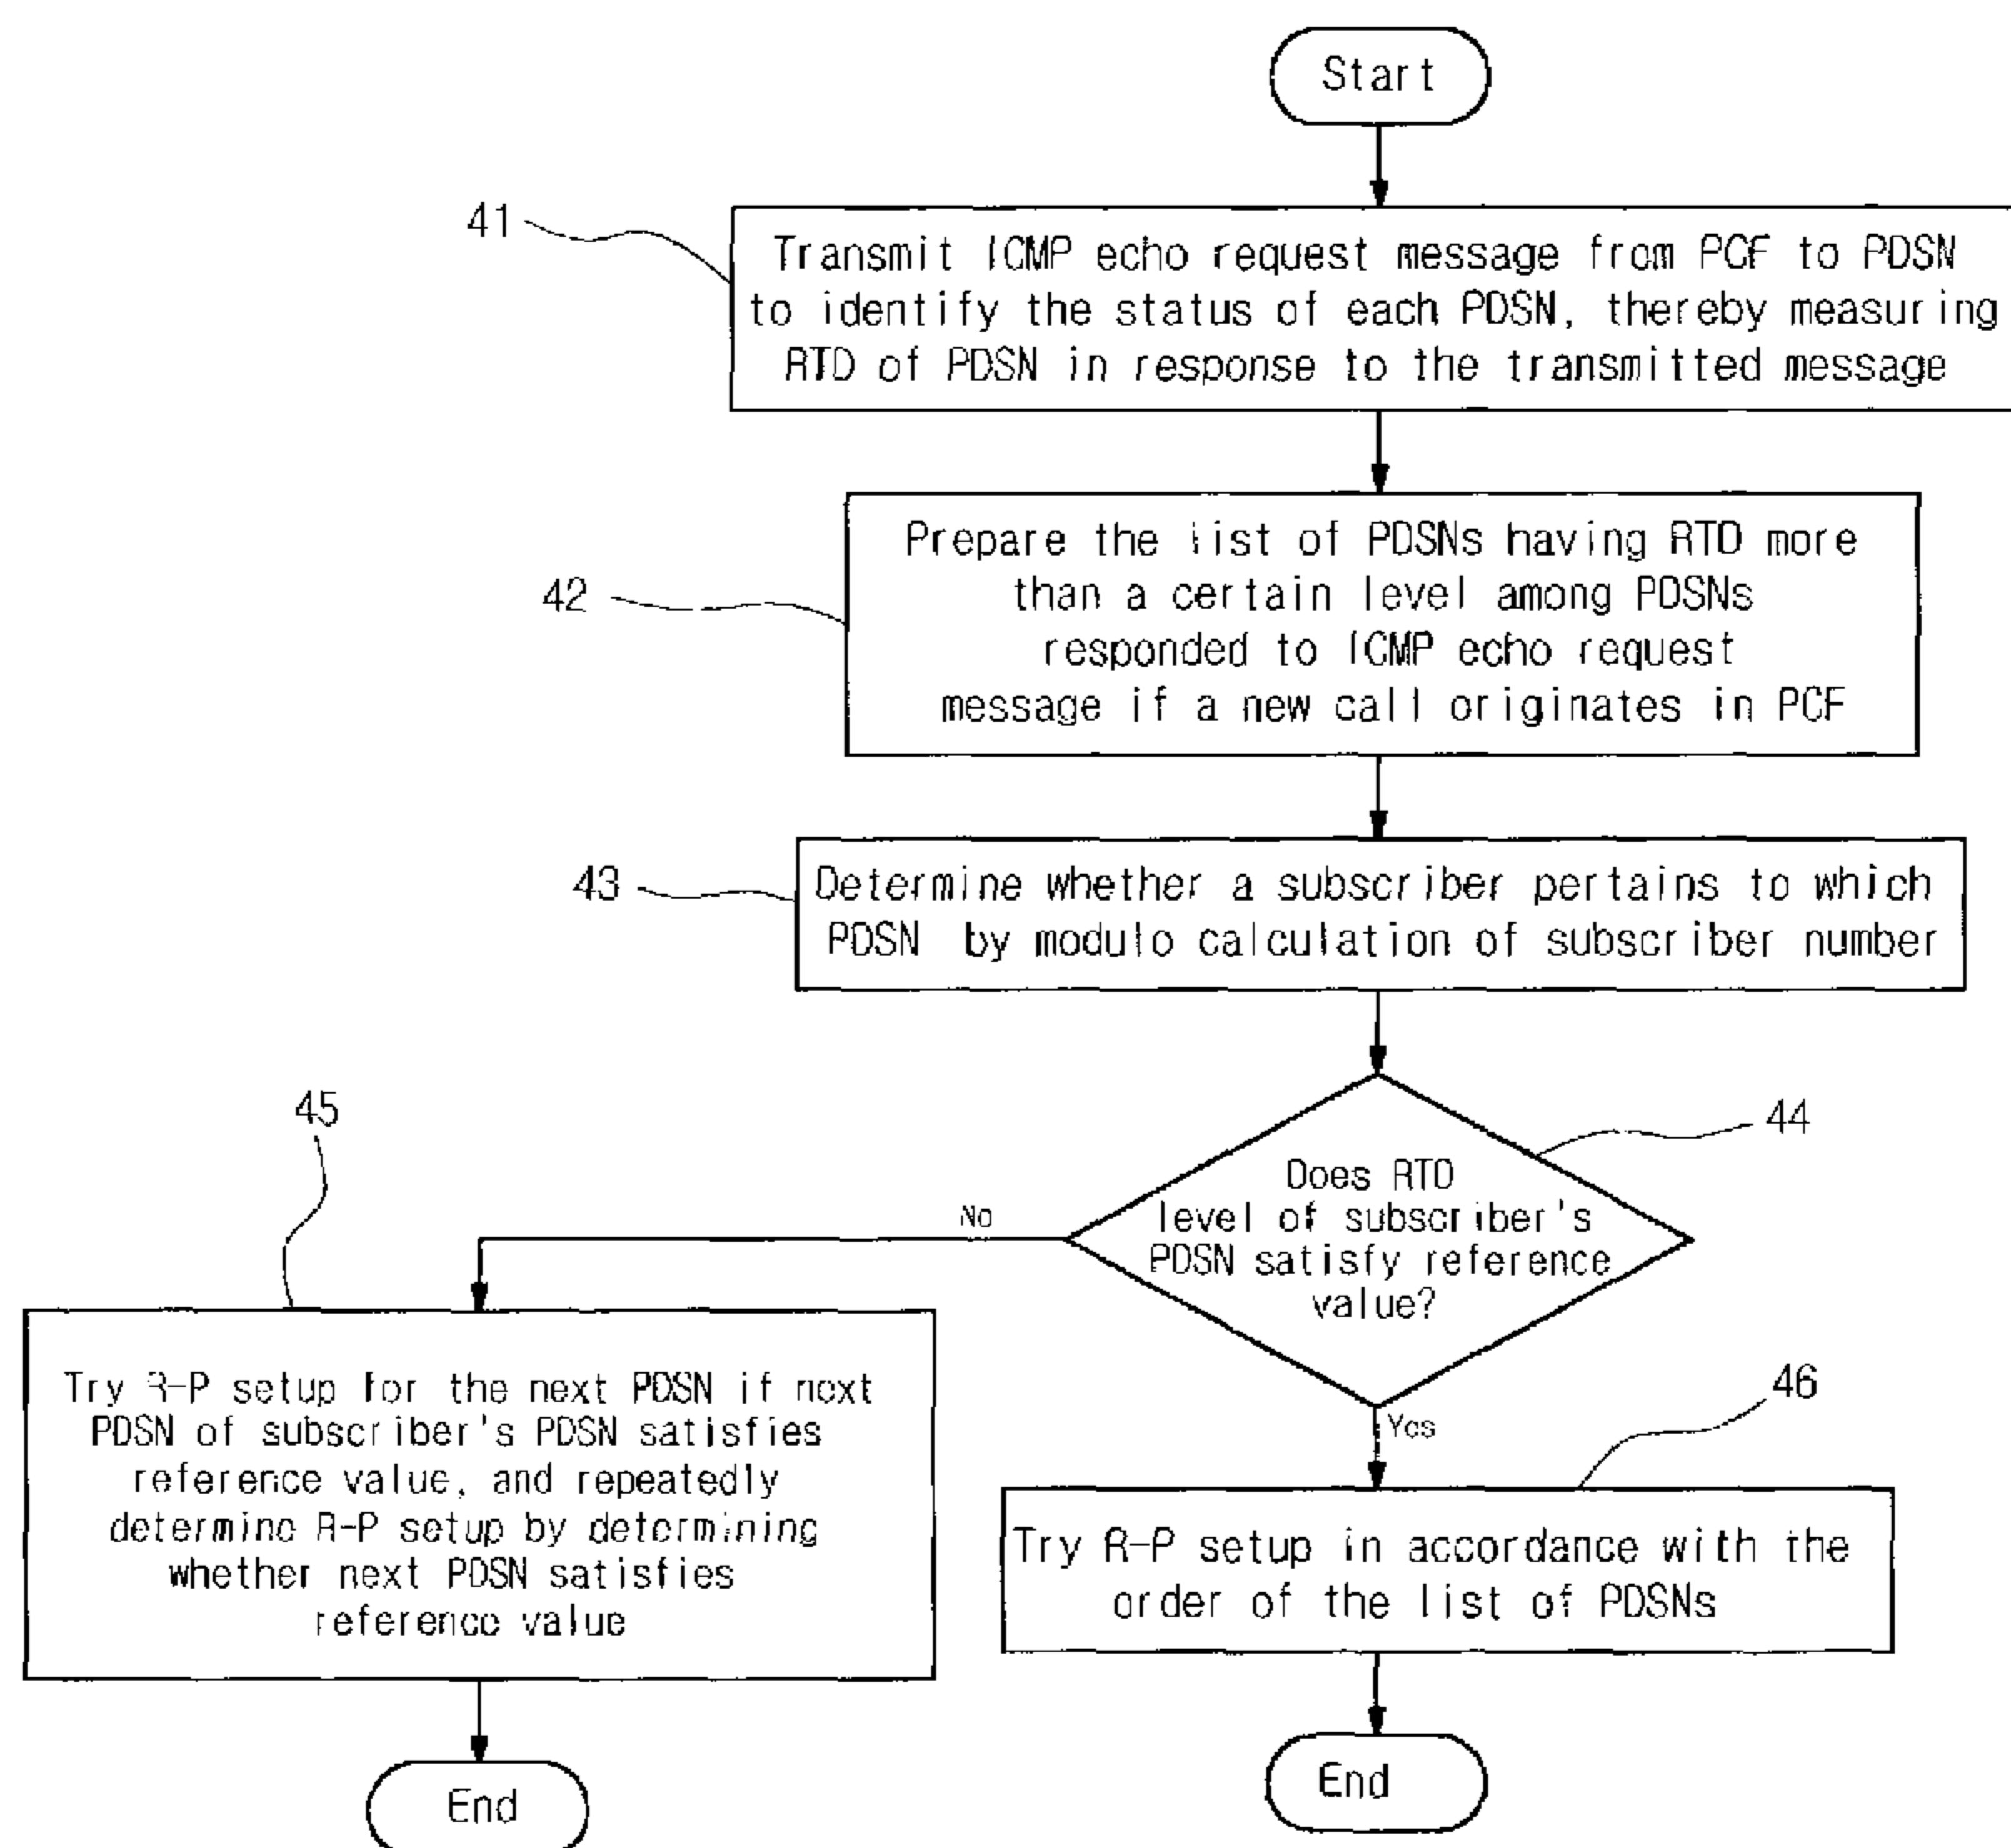 Start
41
Transmit ICMP echo request message from PCF to PDSN
to identify the status of each PDSN, thereby measuring
RTD of PDSN in response to the transmitted message
42
Prepare the list of PDSNs having RTD more
than a certain level among PDSNs
responded to ICMP echo request
message if a new call originates in PCF
43
Determine whether a subscriber pertains to which
PDSN by modulo calculation of subscriber number
44
Does RTD
level of subscriber's
PDSN satisfy reference
value?
No
Yes
45
Try R-P setup for the next PDSN if next
PDSN of subscriber's PDSN satisfies
reference value, and repeatedly
determine R-P setup by determining
whether next PDSN satisfies
reference value
End
46
Try R-P setup in accordance with the
order of the list of PDSNs
End